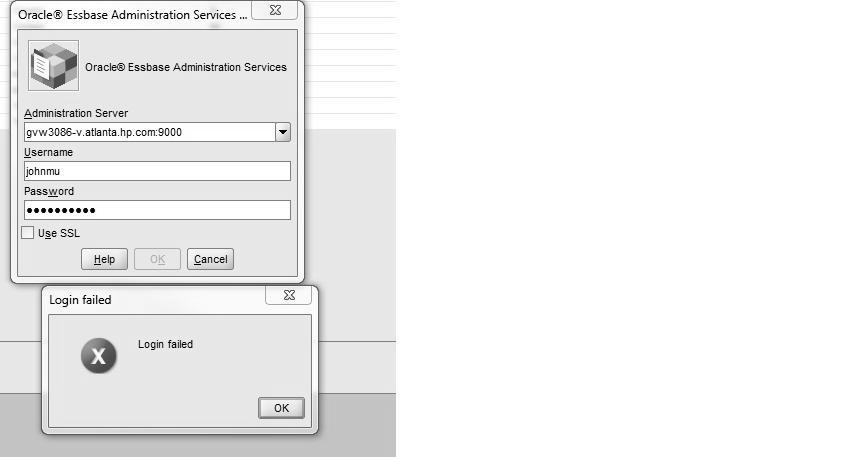 Oracle® Essbase Administration Services ...
Oracle® Essbase Administration Services
Administration Server
gvw3086-v.atlanta.hp.com:9000
Username
johnmu
Password
●●●●●●●●●●
Use SSL
Help OK Cancel
Login failed
Login failed
OK